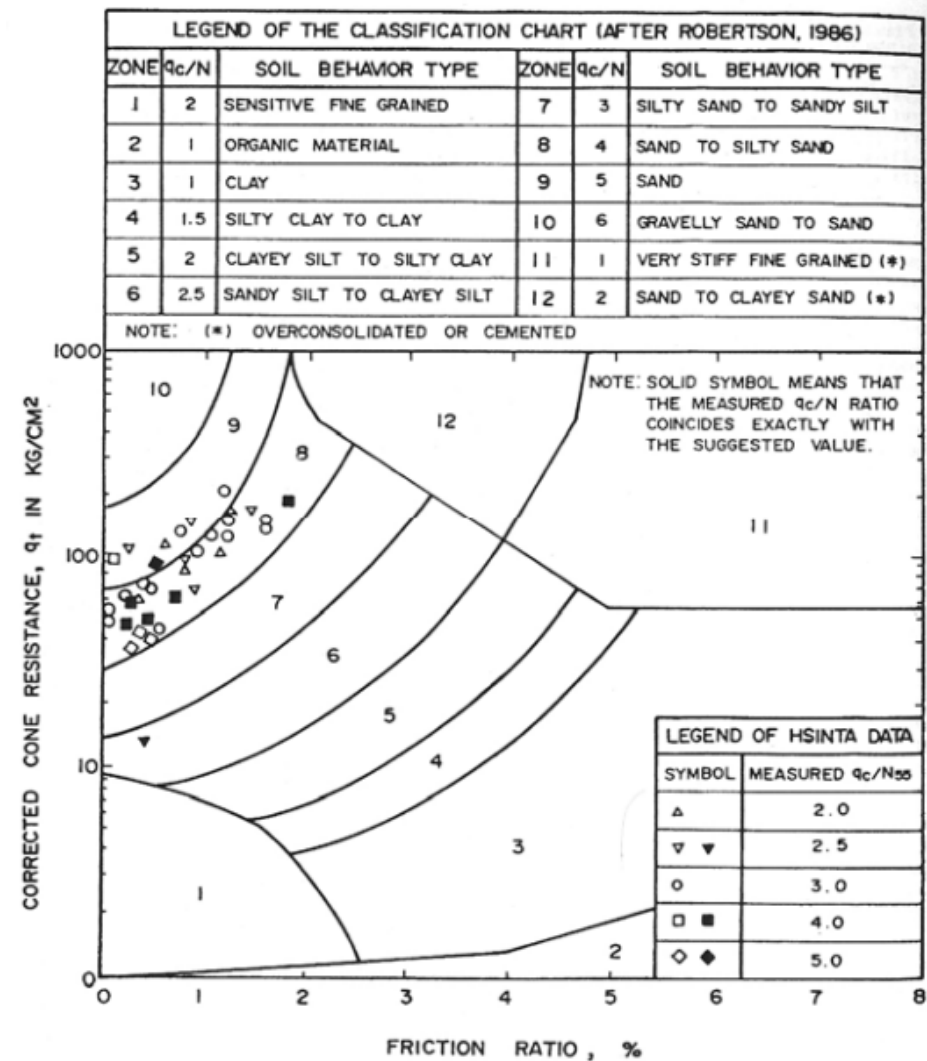 LEGEND OF THE CLASSIFICATION CHART (AFTER ROBERTSON, 1986)
ZONE qc/N SOIL BEHAVIOR TYPE ZONE qc/N SOIL BEHAVIOR TYPE
1 2 SENSITIVE FINE GRAINED 7 3 SILTY SAND TO SANDY SILT
2 1 ORGANIC MATERIAL 8 4 SAND TO SILTY SAND
3 1 CLAY 9 5 SAND
4 1.5 SILTY CLAY TO CLAY 10 6 GRAVELLY SAND TO SAND
5 2 CLAYEY SILT TO SILTY CLAY 11 1 VERY STIFF FINE GRAINED (*)
6 2.5 SANDY SILT TO CLAYEY SILT 12 2 SAND TO CLAYEY SAND (*)
NOTE: (*) OVERCONSOLIDATED OR CEMENTED
CORRECTED CONE RESISTANCE, qt IN KG/CM2
1000
100
10
0
10
9
8
12
11
7
6
5
4
3
1
2
NOTE: SOLID SYMBOL MEANS THAT
THE MEASURED qc/N RATIO
COINCIDES EXACTLY WITH
THE SUGGESTED VALUE.
LEGEND OF HSINTA DATA
SYMBOL MEASURED qc/N55
2.0
2.5
3.0
4.0
5.0
0 1 2 3 4 5 6 7 8
FRICTION RATIO, %